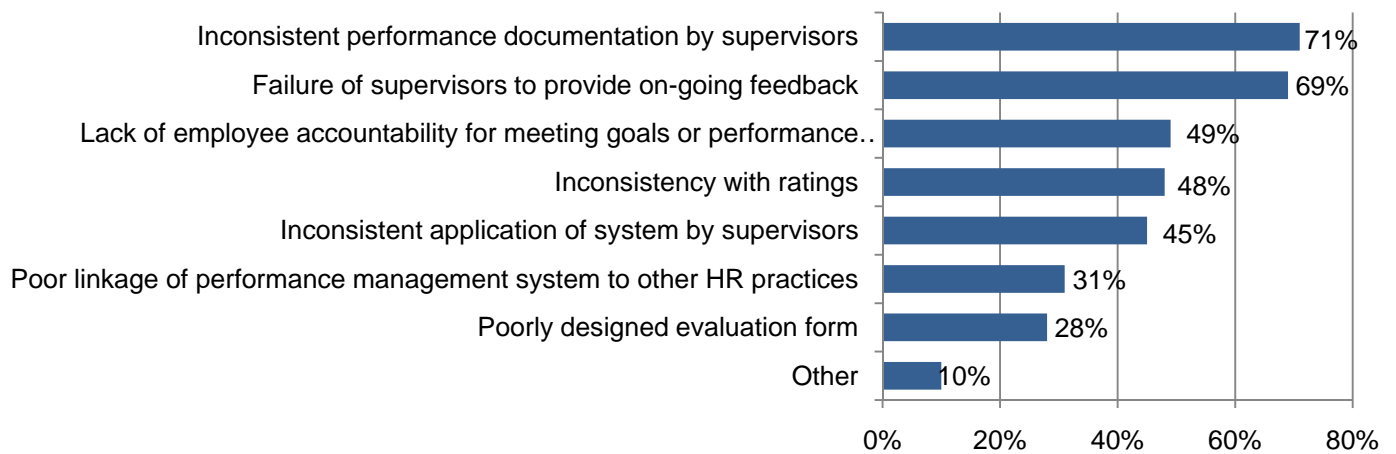 Inconsistent performance documentation by supervisors 71%
Failure of supervisors to provide on-going feedback 69%
Lack of employee accountability for meeting goals or performance.. 49%
Inconsistency with ratings 48%
Inconsistent application of system by supervisors 45%
Poor linkage of performance management system to other HR practices 31%
Poorly designed evaluation form 28%
Other 10%
0% 20% 40% 60% 80%